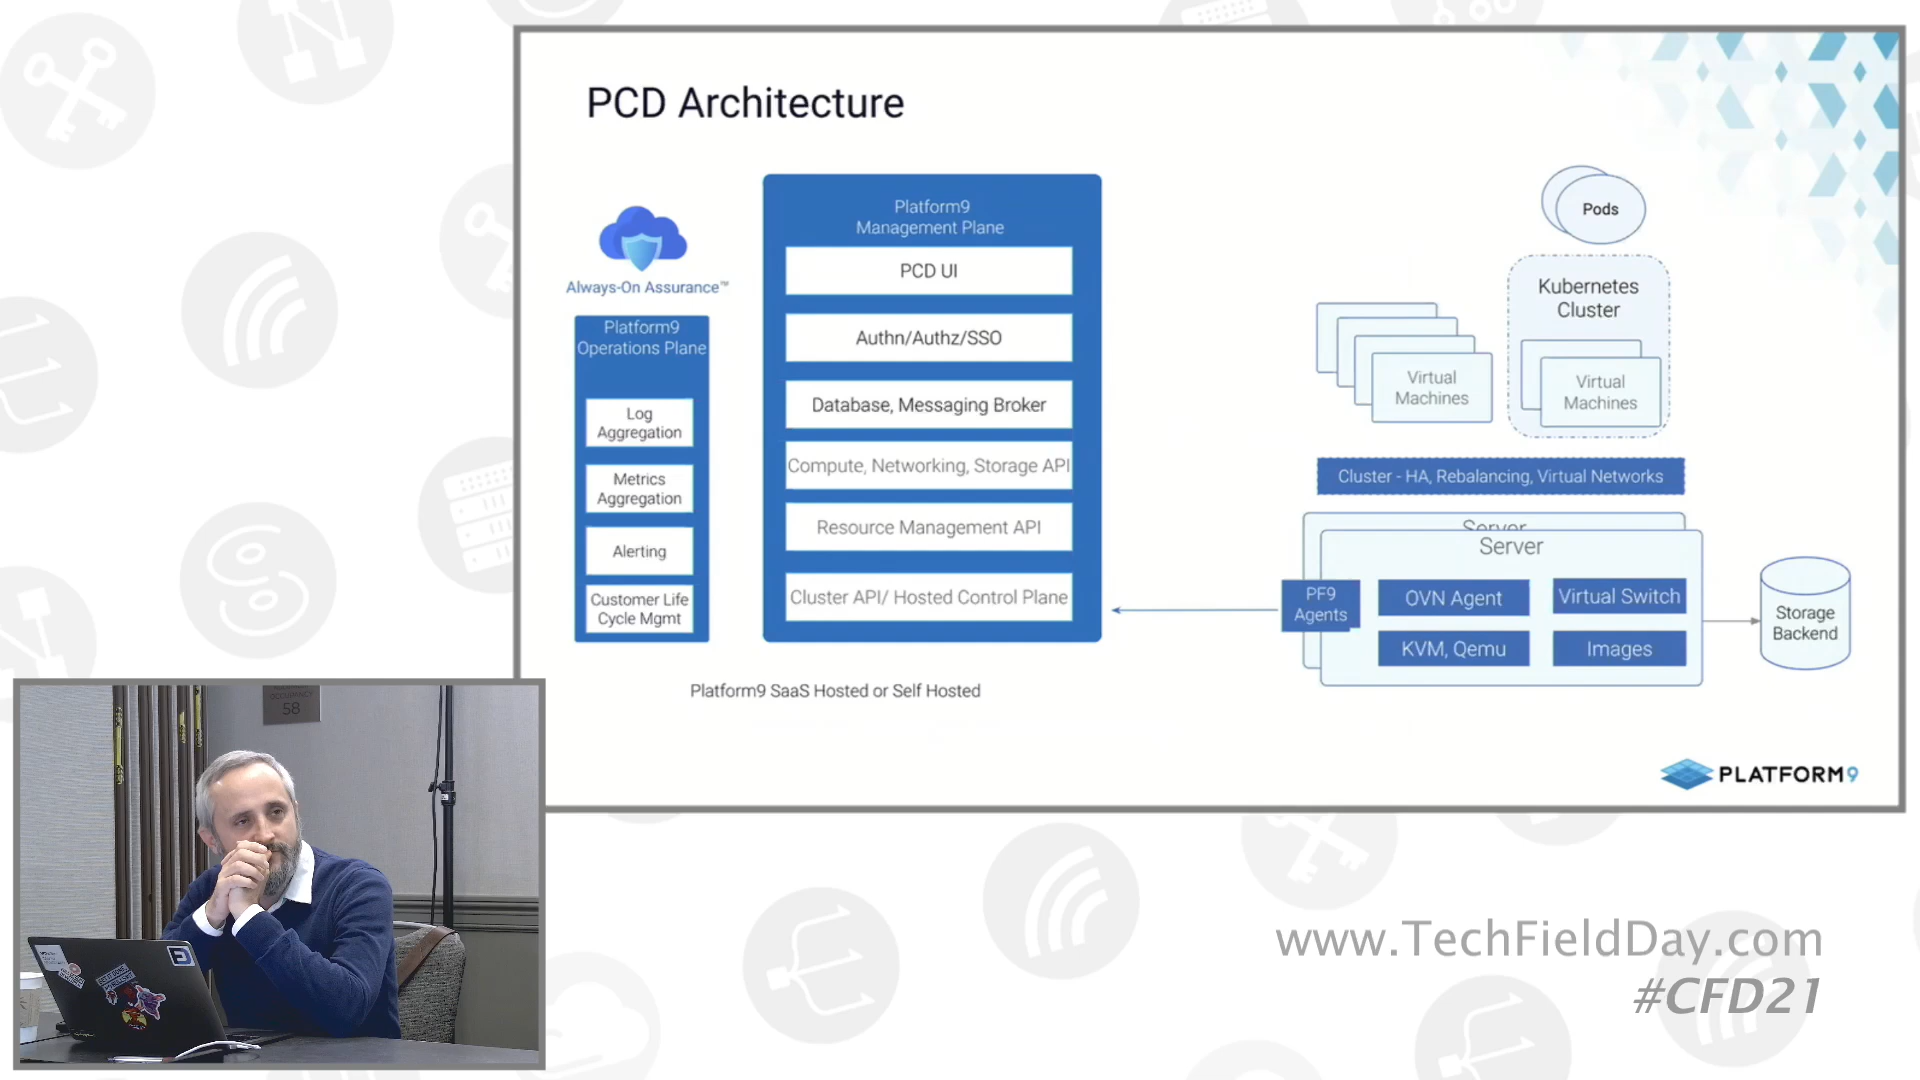 PCD Architecture
Always-On Assurance™
Platform9
Operations Plane
Log
Aggregation
Metrics
Aggregation
Alerting
Customer Life
Cycle Mgmt
Platform9
Management Plane
PCD UI
Authn/Authz/SSO
Database, Messaging Broker
Compute, Networking, Storage API
Resource Management API
Cluster API/ Hosted Control Plane
Platform9 SaaS Hosted or Self Hosted
Pods
Kubernetes
Cluster
Virtual
Machines
Virtual
Machines
Cluster - HA, Rebalancing, Virtual Networks
Server
Server
PF9
Agents
OVN Agent
Virtual Switch
KVM, Qemu
Images
Storage
Backend
PLATFORM9
OCCUPANCY
58
www.TechFieldDay.com
#CFD21